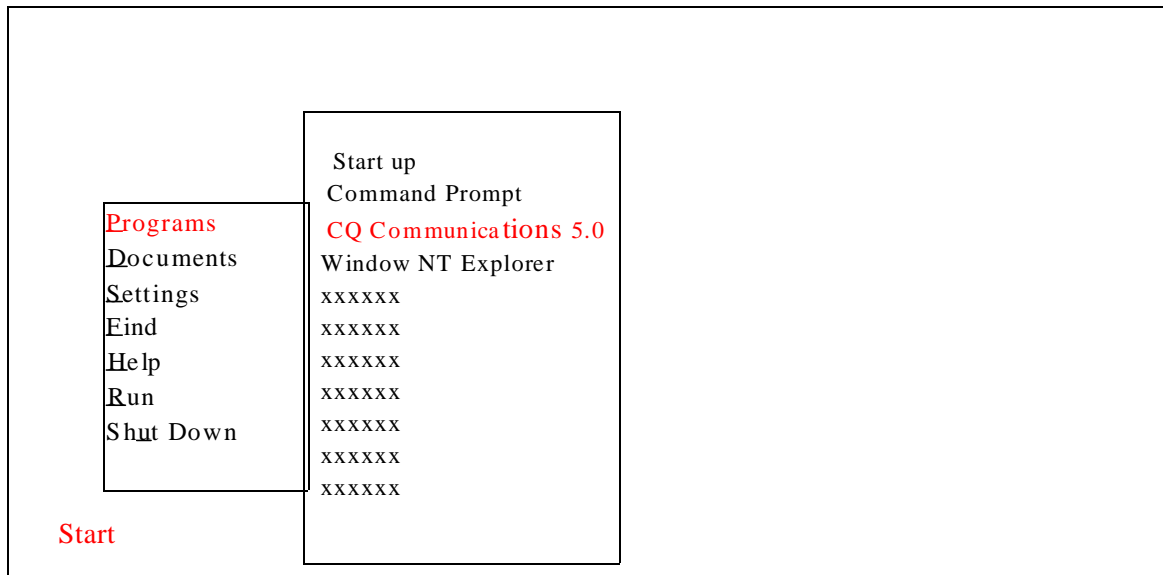 Start up
Command Prompt
CQ Communications 5.0
Window NT Explorer
xxxxxx
xxxxxx
xxxxxx
xxxxxx
xxxxxx
xxxxxx
xxxxxx
Programs
Documents
Settings
Find
Help
Run
Shut Down
Start